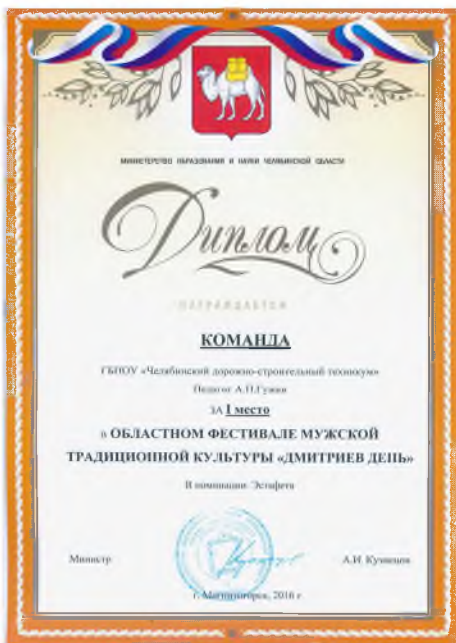 МИНИСТЕРСТВО ОБРАЗОВАНИЯ И НАУКИ ЧЕЛЯБИНСКОЙ ОБЛАСТИ
Диплом
НАГРАЖДАЕТСЯ
КОМАНДА
ГБПОУ «Челябинский дорожно-строительный техникум»
Педагог А.П.
ЗА I место
в ОБЛАСТНОМ ФЕСТИВАЛЕ МУЖСКОЙ
ТРАДИЦИОННОЙ КУЛЬТУРЫ «ДМИТРИЕВ ДЕНЬ»
В номинации Эстафета
Министр А.И Кузнецов
г. Магнитогорск, 2016 г